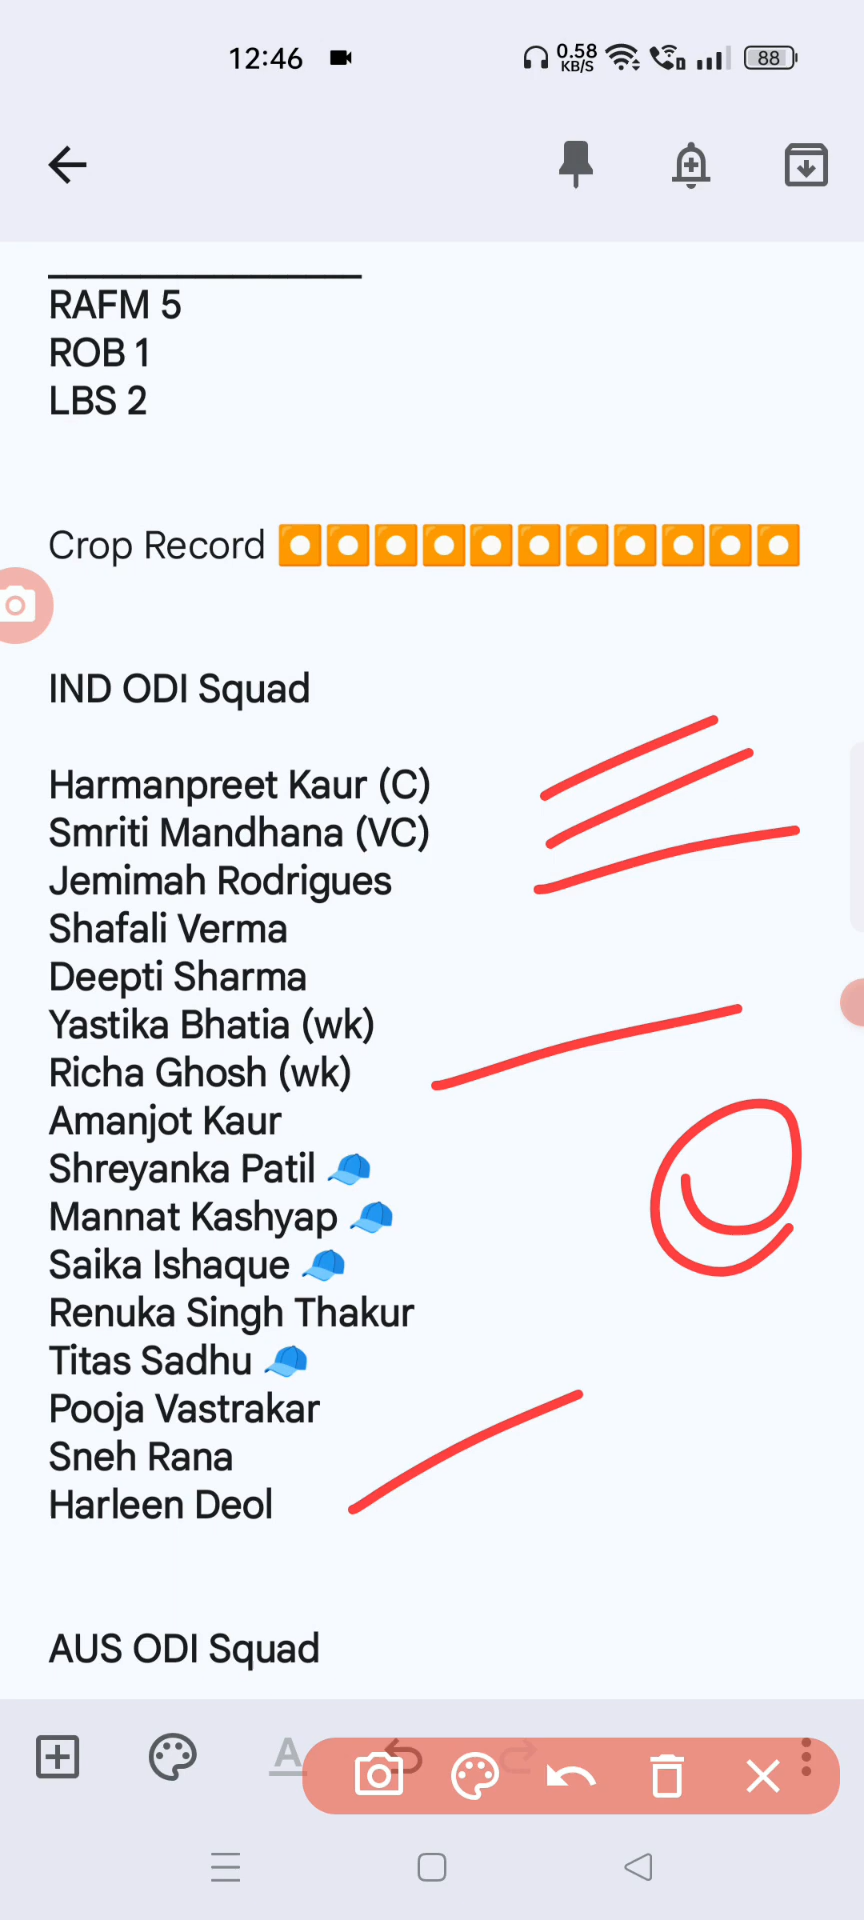 12:46 0.58 KB/S 88
RAFM 5
ROB 1
LBS 2
Crop Record ⏺️⏺️⏺️⏺️⏺️⏺️⏺️⏺️⏺️⏺️⏺️
IND ODI Squad
Harmanpreet Kaur (C)
Smriti Mandhana (VC)
Jemimah Rodrigues
Shafali Verma
Deepti Sharma
Yastika Bhatia (wk)
Richa Ghosh (wk)
Amanjot Kaur
Shreyanka Patil 🧢
Mannat Kashyap 🧢
Saika Ishaque 🧢
Renuka Singh Thakur
Titas Sadhu 🧢
Pooja Vastrakar
Sneh Rana
Harleen Deol
AUS ODI Squad